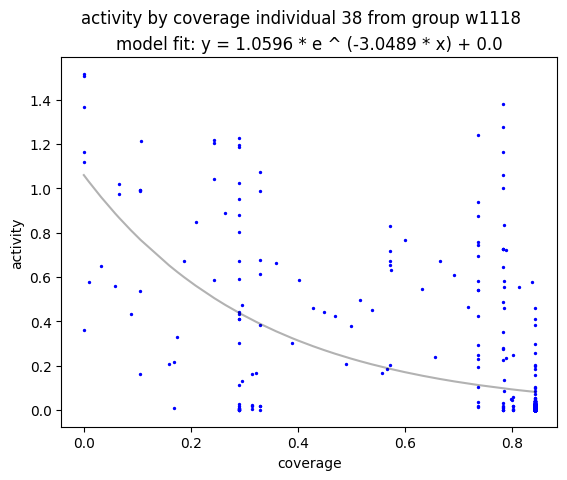 activity by coverage individual 38 from group w1118
model fit: y = 1.0596 * e ^ (-3.0489 * x) + 0.0
1.4
1.2
1.0
0.8
0.6
0.4
0.2
0.0
activity
0.0 0.2 0.4 0.6 0.8
coverage